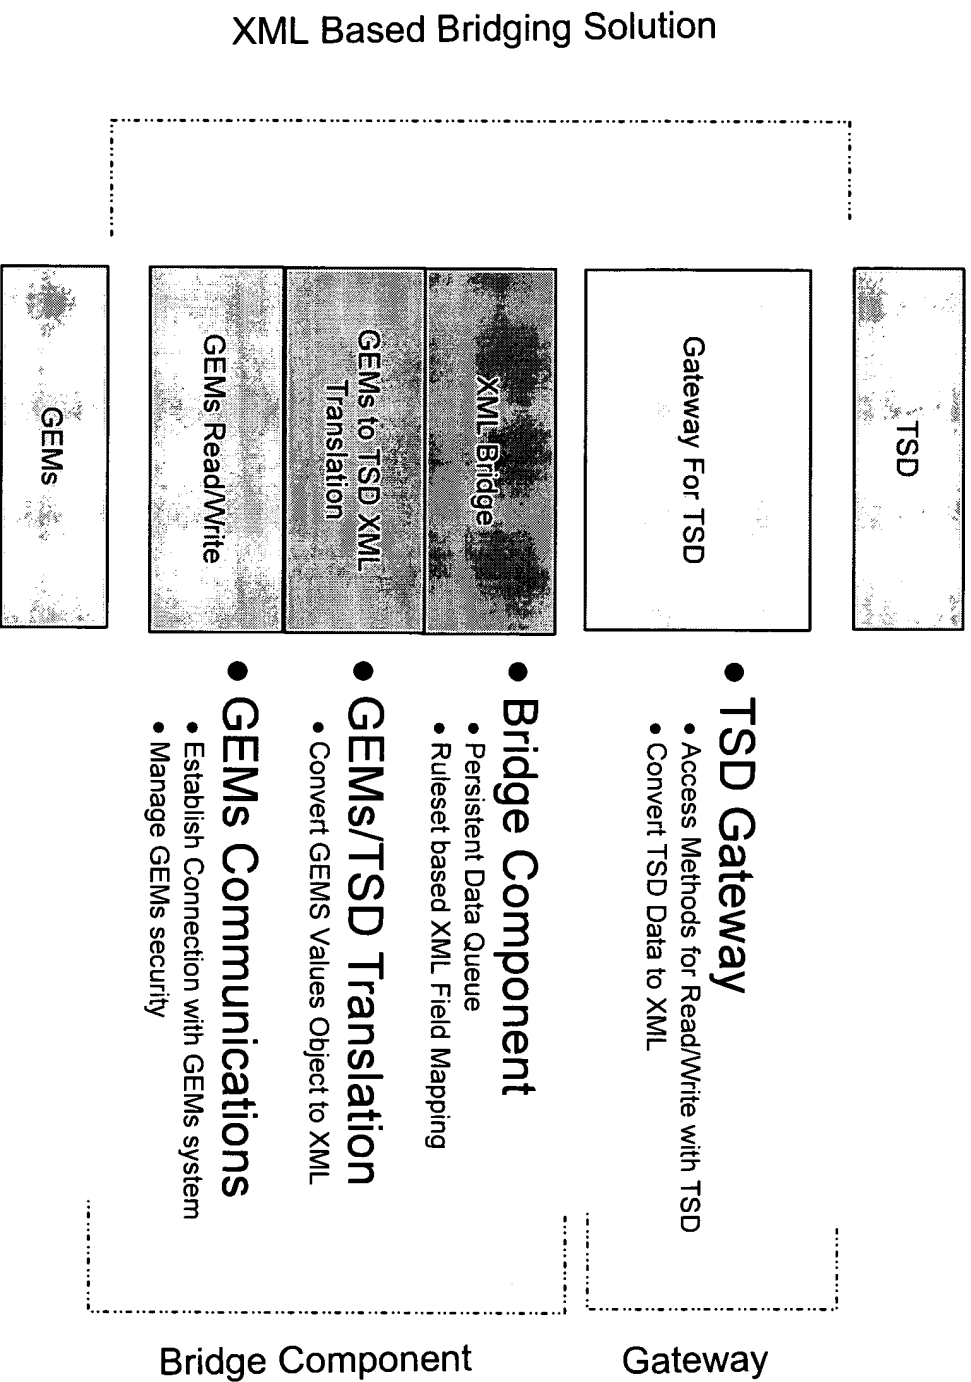 XML Based Bridging Solution
TSD
Gateway For TSD
XML Bridge
GEMs to TSD XML
Translation
GEMs Read/Write
GEMs
• TSD Gateway
• Access Methods for Read/Write with TSD
• Convert TSD Data to XML
• Bridge Component
• Persistent Data Queue
• Ruleset based XML Field Mapping
• GEMs/TSD Translation
• Convert GEMS Values Object to XML
• GEMs Communications
• Establish Connection with GEMs system
• Manage GEMs security
Gateway
Bridge Component